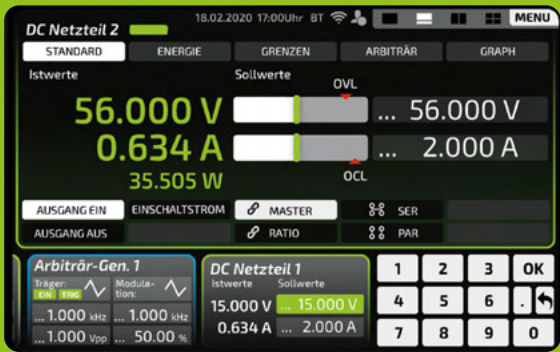 18.02.2020 17:00Uhr BT MENU
DC Netzteil 2
STANDARD ENERGIE GRENZEN ARBITRÄR GRAPH
Istwerte Sollwerte
OVL
56.000 V ... 56.000 V
0.634 A ... 2.000 A
35.505 W OCL
AUSGANG EIN EINSCHALTSTROM MASTER SER
AUSGANG AUS RATIO PAR
Arbiträr-Gen. 1
Träger: Modula-
EIN TRIG tion:
... 1.000 kHz ... 1.000 kHz
... 1.000 Vpp ... 50.00 %
DC Netzteil 1
Istwerte Sollwerte
15.000 V ... 15.000 V
0.634 A ... 2.000 A
1 2 3 OK
4 5 6 .
7 8 9 0